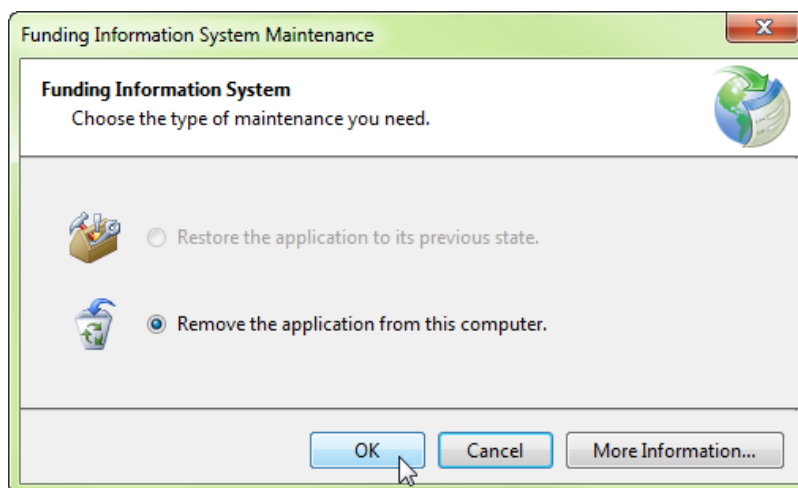 Funding Information System Maintenance
Funding Information System
Choose the type of maintenance you need.
Restore the application to its previous state.
Remove the application from this computer.
OK Cancel More Information...